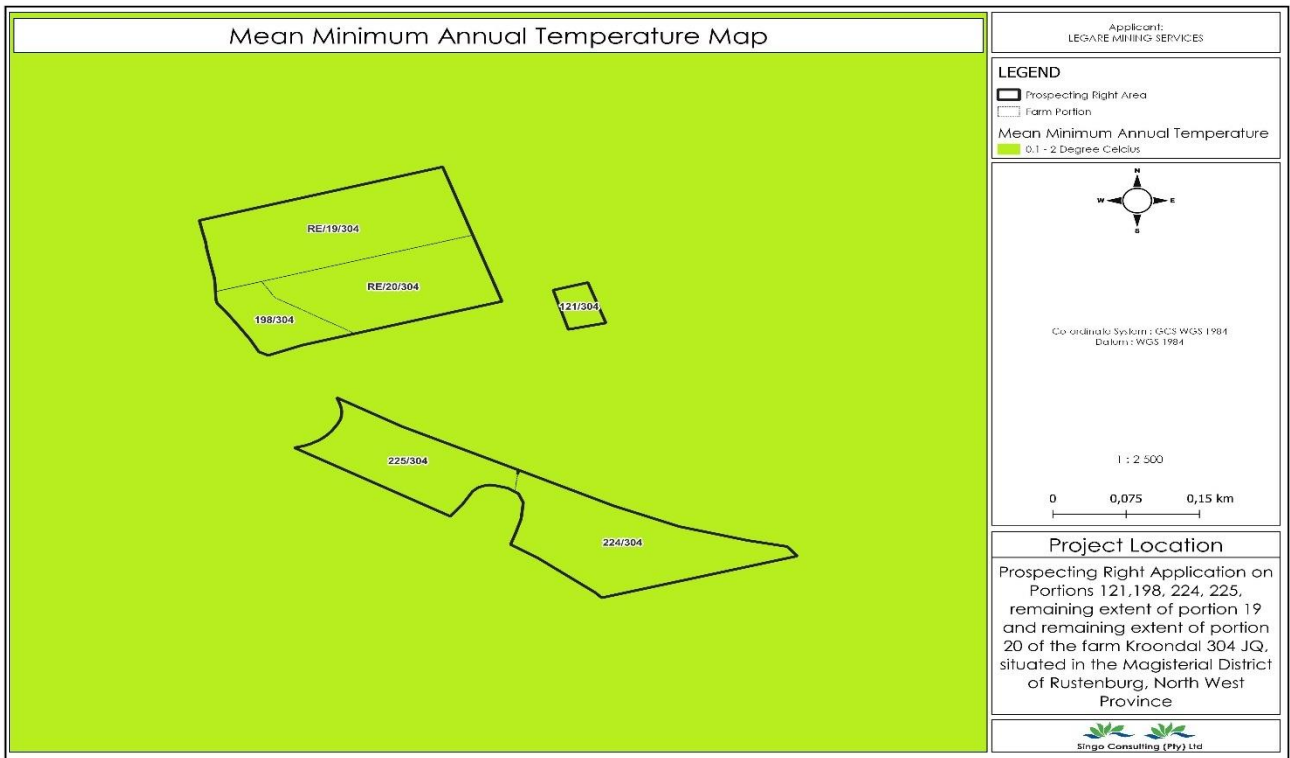 Mean Minimum Annual Temperature Map
RE/19/304
RE/20/304
198/304
121/304
225/304
224/304
Applicant:
LEGARE MINING SERVICES
LEGEND
Prospecting Right Area
Farm Portion
Mean Minimum Annual Temperature
0.1 - 2 Degree Celcius
N
W E
S
Co ordinate System : GCS WGS 1984
Datum : WGS 1984
1 : 2 500
0 0,075 0,15 km
Project Location
Prospecting Right Application on
Portions 121,198, 224, 225,
remaining extent of portion 19
and remaining extent of portion
20 of the farm Kroondal 304 JQ,
situated in the Magisterial District
of Rustenburg, North West
Province
Singo Consulting (Pty) Ltd